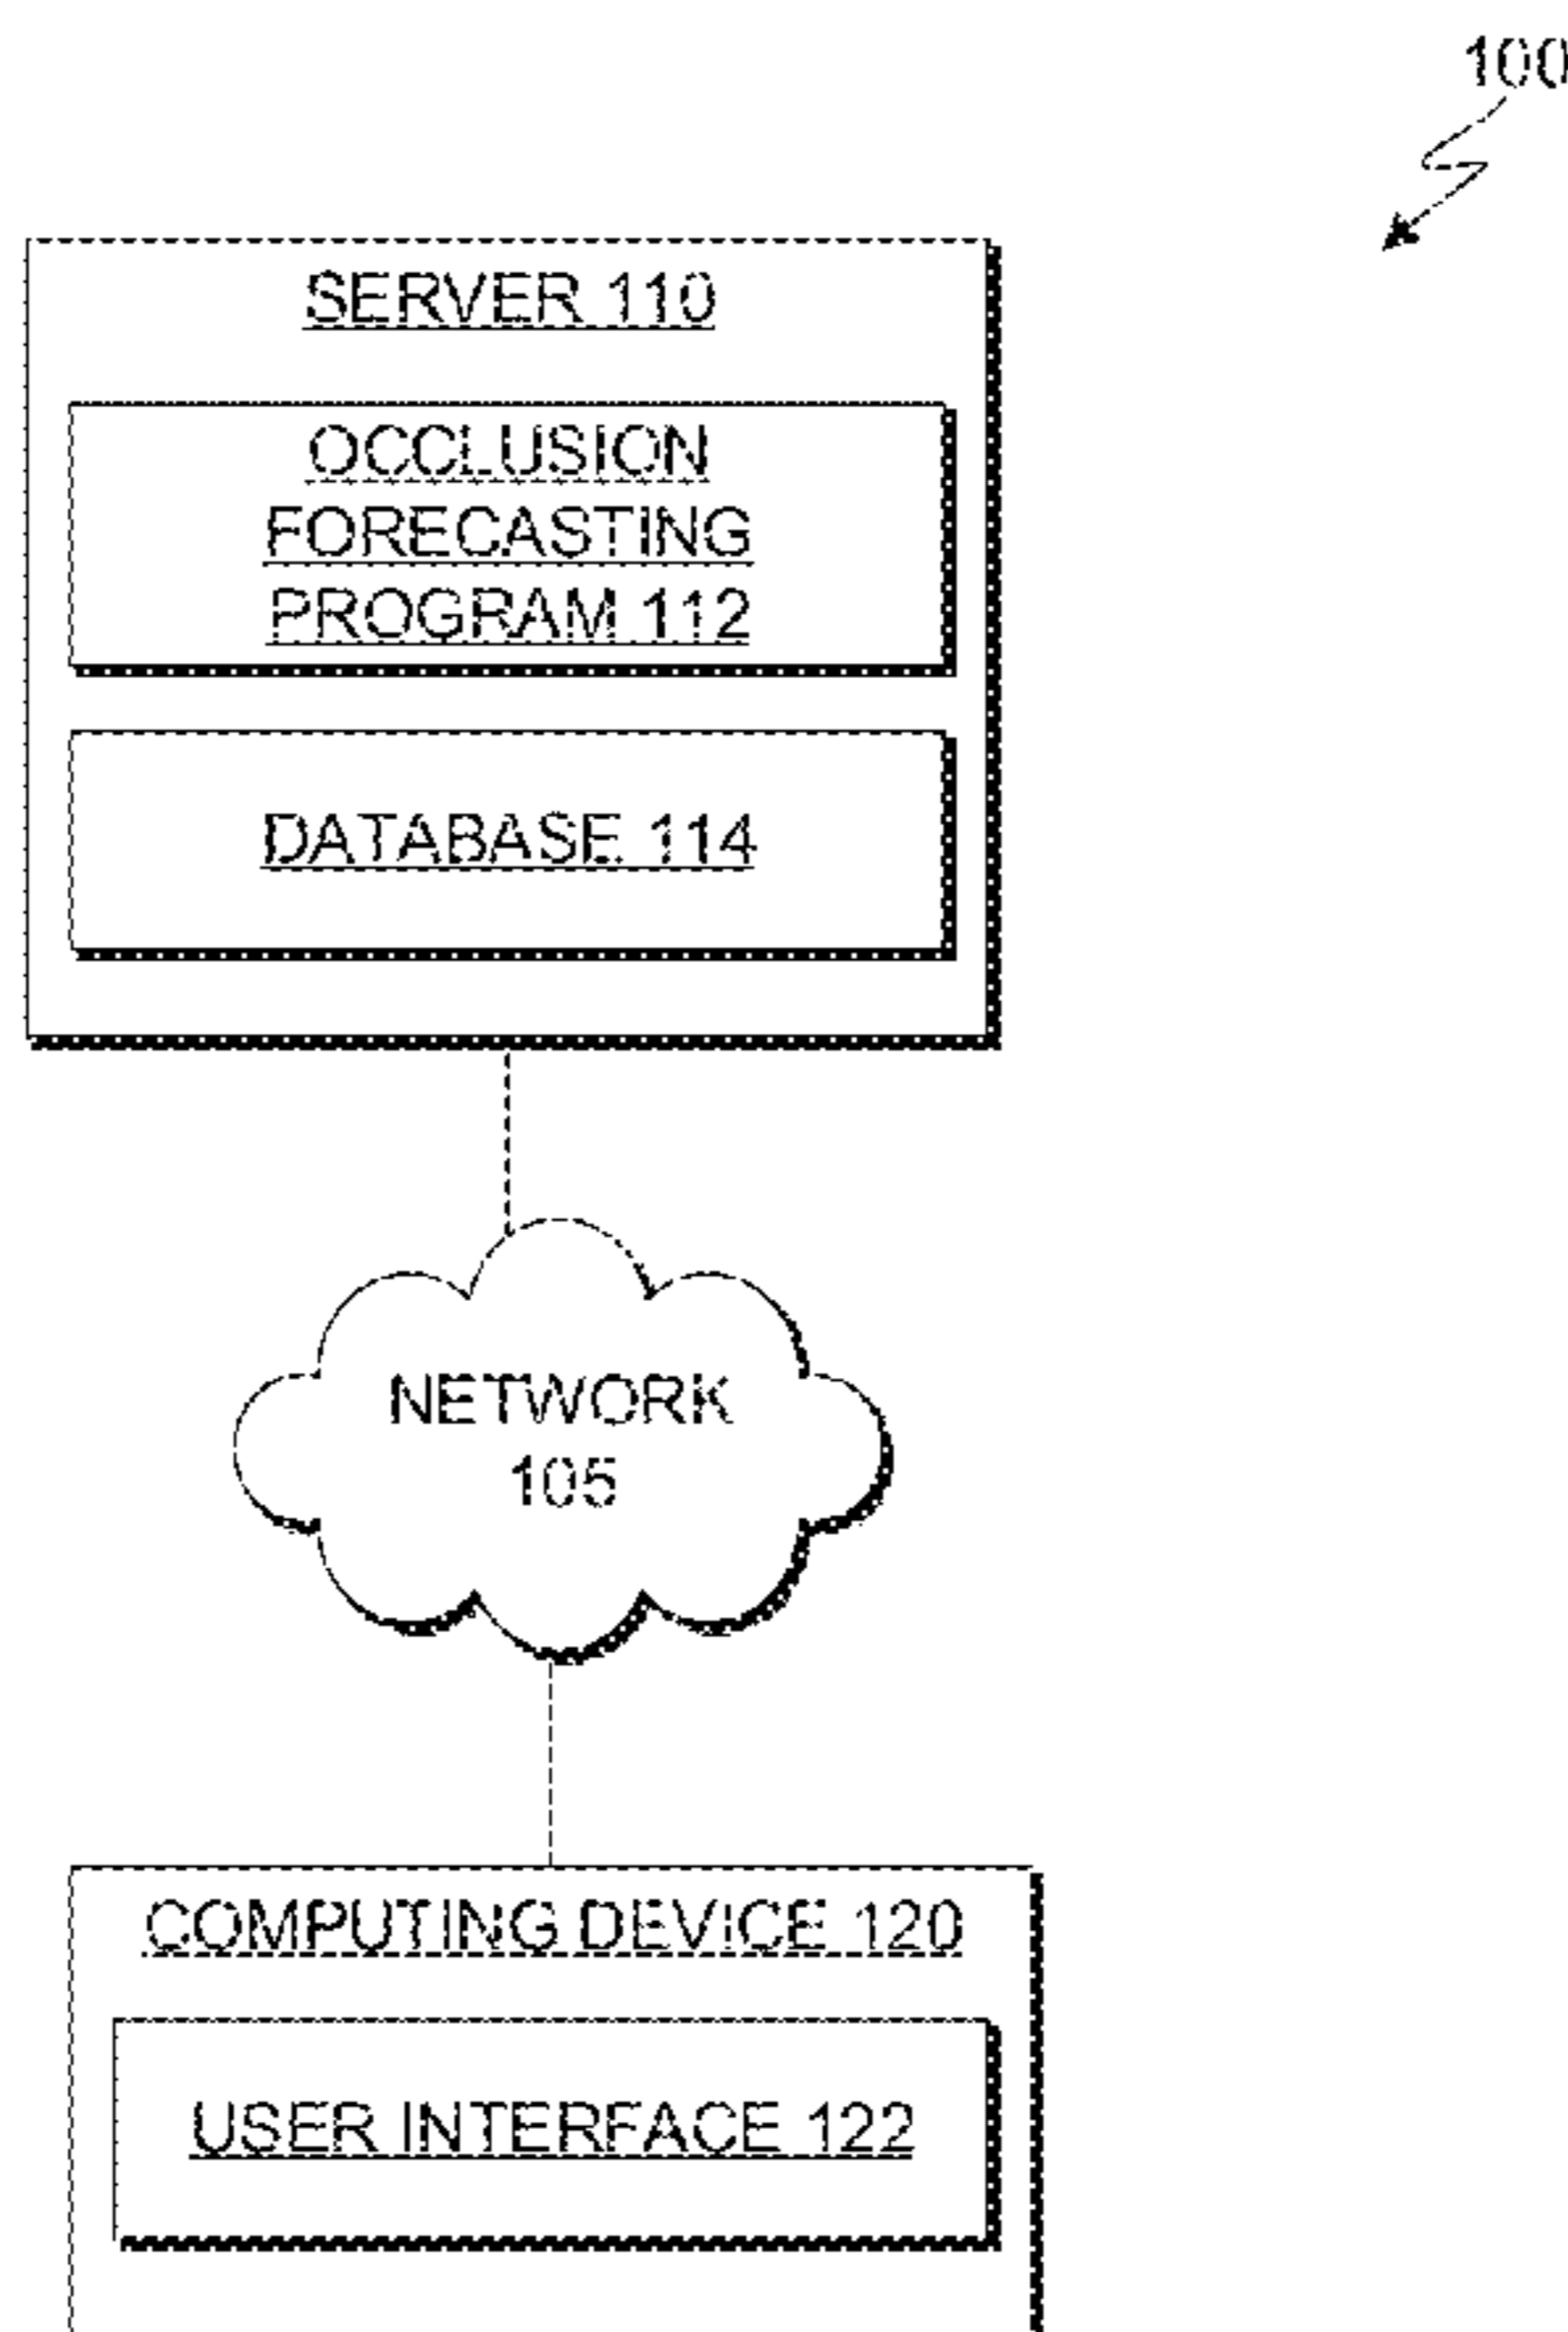 100
SERVER 110
OCCLUSION
FORECASTING
PROGRAM 112
DATABASE 114
NETWORK
105
COMPUTING DEVICE 120
USER INTERFACE 122